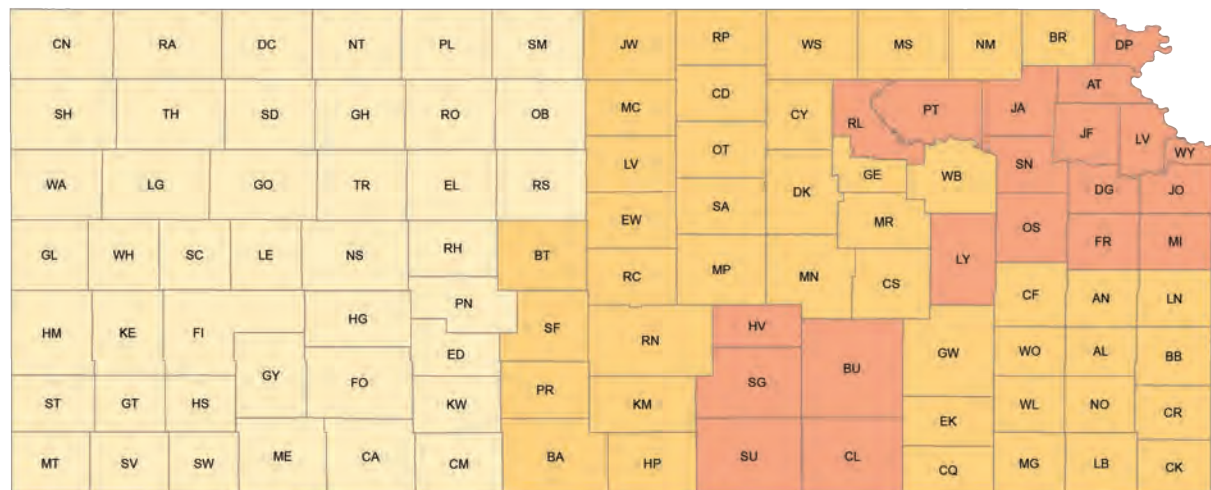 CN RA DC NT PL SM JW RP WS MS NM BR DP
SH TH SD GH RO OB MC CD CY RL PT JA AT
JF LV WY
WA LG GO TR EL RS LV OT DK GE WB SN DG JO
EW SA MR OS
GL WH SC LE NS RH BT RC MP MN CS LY FR MI
HM KE FI HG PN SF RN HV CF AN LN
GY FO ED PR SG BU GW WO AL BB
ST GT HS KW KM EK WL NO CR
MT SV SW ME CA CM BA HP SU CL CQ MG LB CK